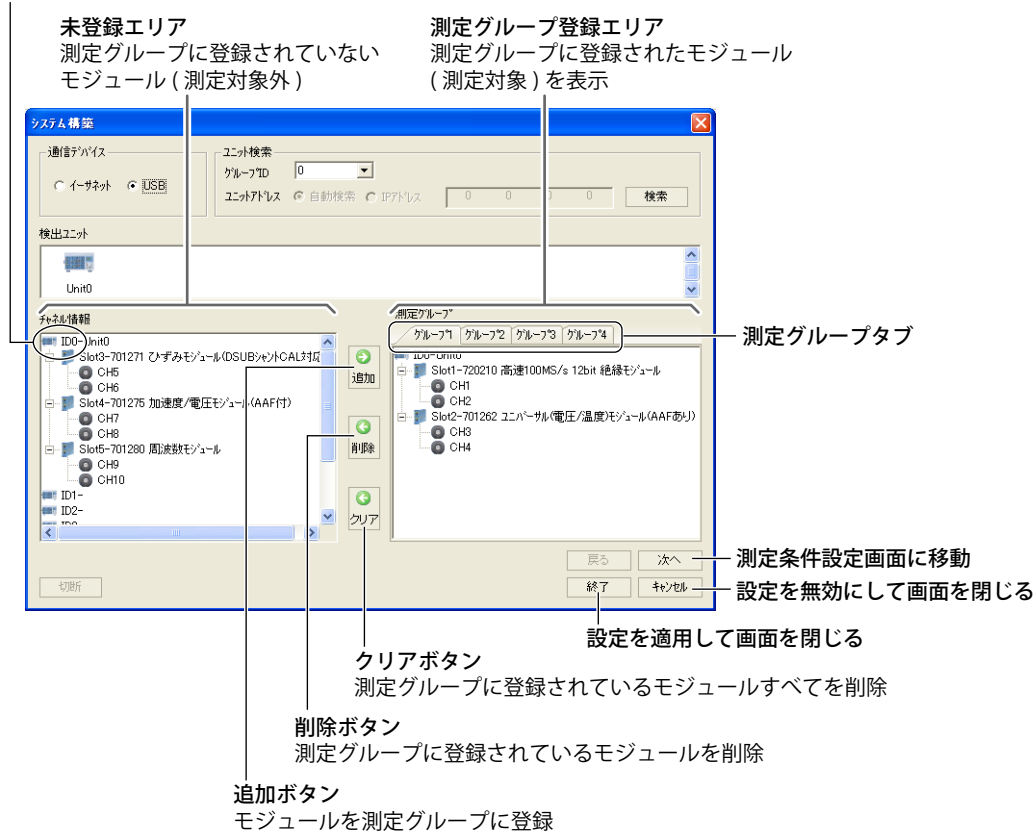 未登録エリア
測定グループに登録されていない
モジュール ( 測定対象外 )
測定グループ登録エリア
測定グループに登録されたモジュール
( 測定対象 ) を表示
システム構築
通信デバイス
イーサネット
USB
ユニット検索
グループID
0
ユニットアドレス
自動検索
IPアドレス
0 0 0 0
検索
検出ユニット
Unit0
チャネル情報
ID0-Unit0
Slot3-701271 ひずみモジュール(DSUBシャントCAL対応
CH5
CH6
Slot4-701275 加速度/電圧モジュール(AAF付)
CH7
CH8
Slot5-701280 周波数モジュール
CH9
CH10
ID1-
ID2-
追加
削除
クリア
測定グループ
グループ1
グループ2
グループ3
グループ4
測定グループタブ
ID0-Unit0
Slot1-720210 高速100MS/s 12bit 絶縁モジュール
CH1
CH2
Slot2-701262 ユニバーサル(電圧/温度)モジュール(AAFあり)
CH3
CH4
戻る
次へ
測定条件設定画面に移動
切断
終了
キャンセル
設定を無効にして画面を閉じる
設定を適用して画面を閉じる
クリアボタン
測定グループに登録されているモジュールすべてを削除
削除ボタン
測定グループに登録されているモジュールを削除
追加ボタン
モジュールを測定グループに登録